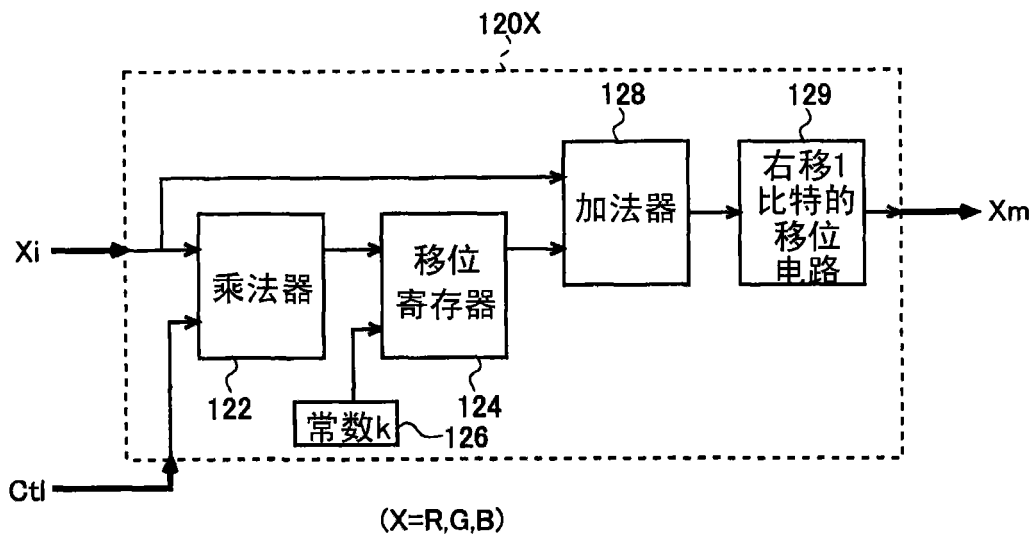 120X
128
129
加法器
右移1
比特的
移位
电路
Xi
Xm
乘法器
移位
寄存器
122
124
常数k
126
Ctl
(X=R,G,B)